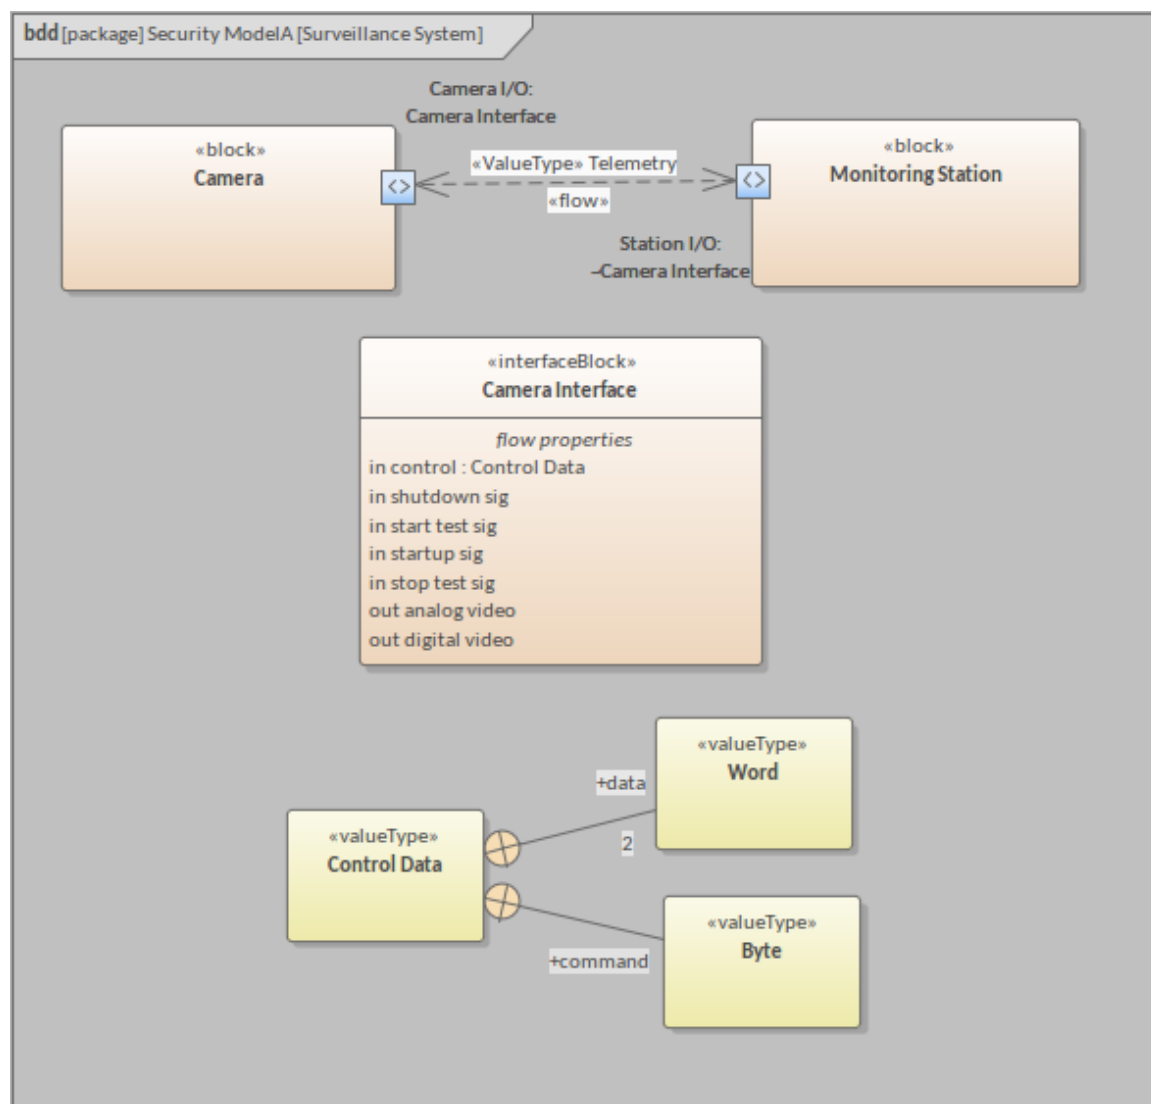 bdd [package] Security ModelA [Surveillance System]
Camera I/O:
Camera Interface
«block»
Camera
«ValueType» Telemetry
«flow»
«block»
Monitoring Station
Station I/O:
~Camera Interface
«interfaceBlock»
Camera Interface
flow properties
in control : Control Data
in shutdown sig
in start test sig
in startup sig
in stop test sig
out analog video
out digital video
«valueType»
Word
+data
2
«valueType»
Control Data
«valueType»
Byte
+command